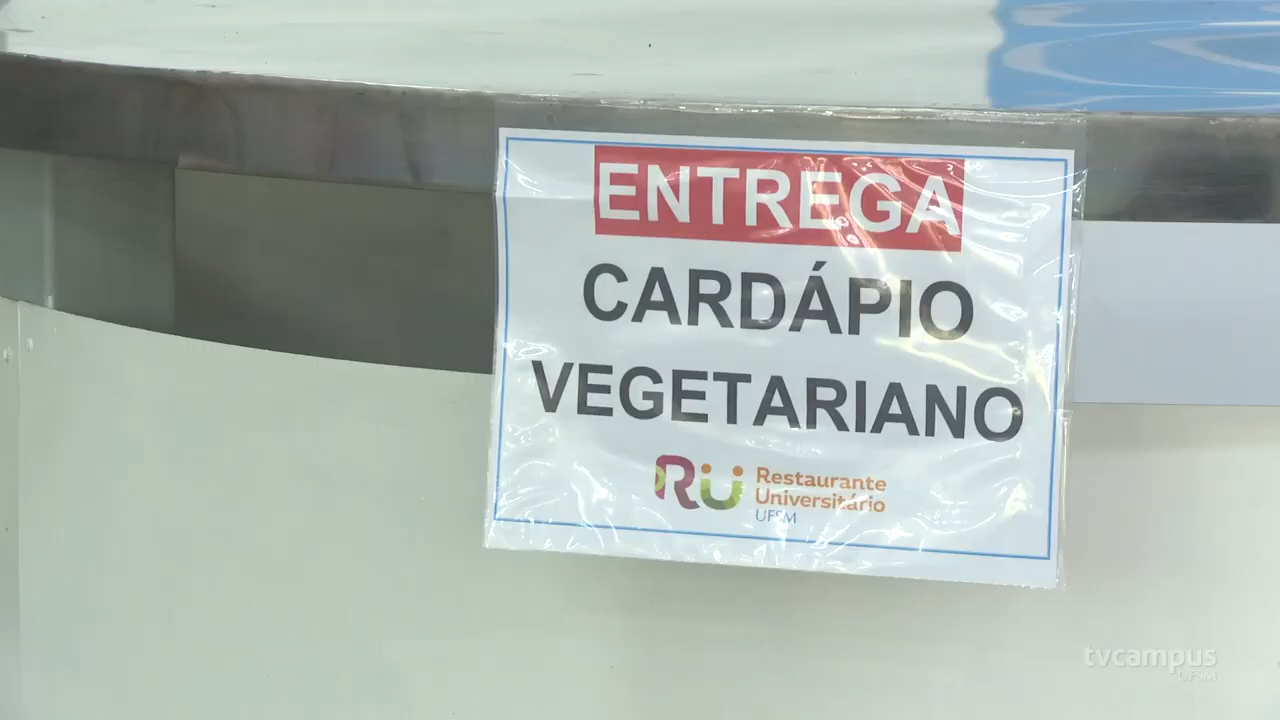 ENTREGA
CARDÁPIO
VEGETARIANO
RU Restaurante
Universitário
UFSM
tvcampus
UFSM